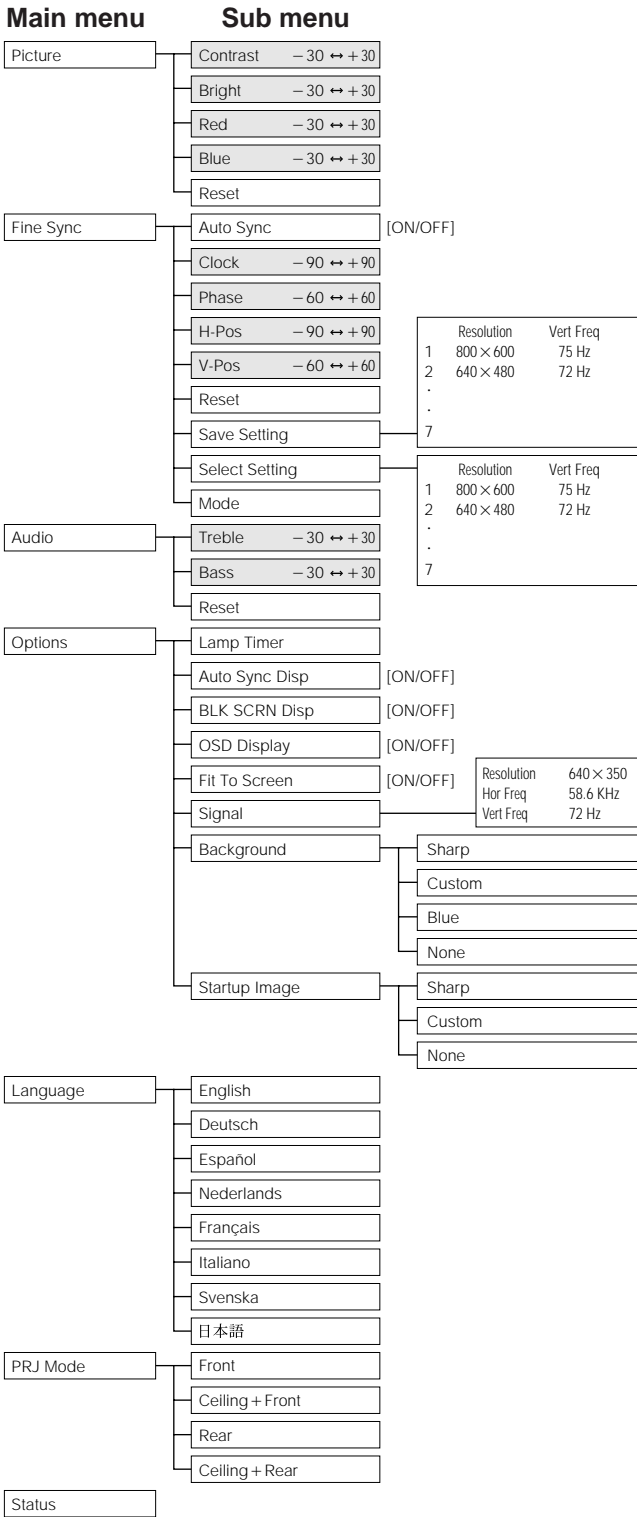 Main menu Sub menu
Picture
Contrast −30 ↔ +30
Bright −30 ↔ +30
Red −30 ↔ +30
Blue −30 ↔ +30
Reset
Fine Sync
Auto Sync [ON/OFF]
Clock −90 ↔ +90
Phase −60 ↔ +60
H-Pos −90 ↔ +90
V-Pos −60 ↔ +60
Reset
Save Setting
Resolution Vert Freq
1 800 × 600 75 Hz
2 640 × 480 72 Hz
·
·
7
Select Setting
Resolution Vert Freq
1 800 × 600 75 Hz
2 640 × 480 72 Hz
·
·
7
Mode
Audio
Treble −30 ↔ +30
Bass −30 ↔ +30
Reset
Options
Lamp Timer
Auto Sync Disp [ON/OFF]
BLK SCRN Disp [ON/OFF]
OSD Display [ON/OFF]
Fit To Screen [ON/OFF]
Signal
Resolution 640 × 350
Hor Freq 58.6 KHz
Vert Freq 72 Hz
Background
Sharp
Custom
Blue
None
Startup Image
Sharp
Custom
None
Language
English
Deutsch
Español
Nederlands
Français
Italiano
Svenska
日本語
PRJ Mode
Front
Ceiling + Front
Rear
Ceiling + Rear
Status